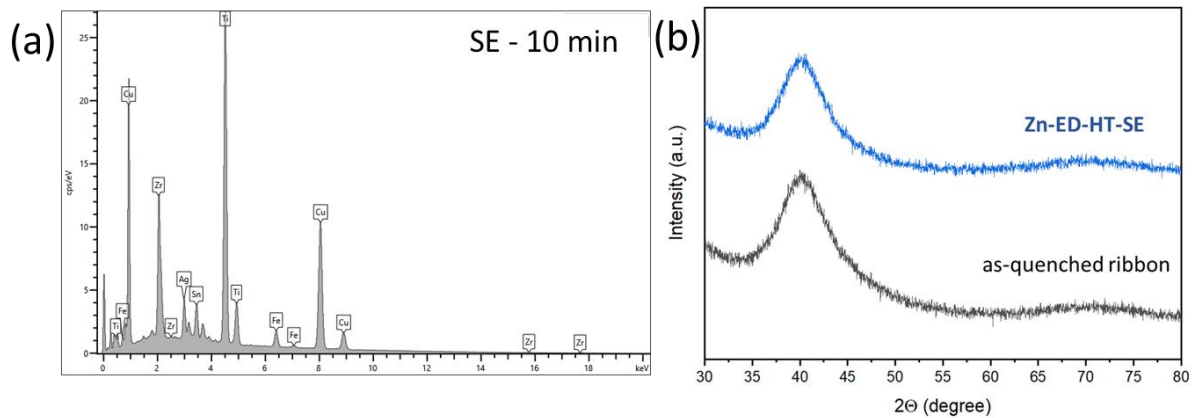 (a)
SE - 10 min
25
20
15
10
5
0
cps/eV
Ti
Fe
Cu
Zr
Zr
Ag
Sn
Ti
Ti
Fe
Fe
Cu
Cu
Zr
Zr
0 2 4 6 8 10 12 14 16 18 keV
(b)
Zn-ED-HT-SE
as-quenched ribbon
Intensity (a.u.)
30 35 40 45 50 55 60 65 70 75 80
2Θ (degree)